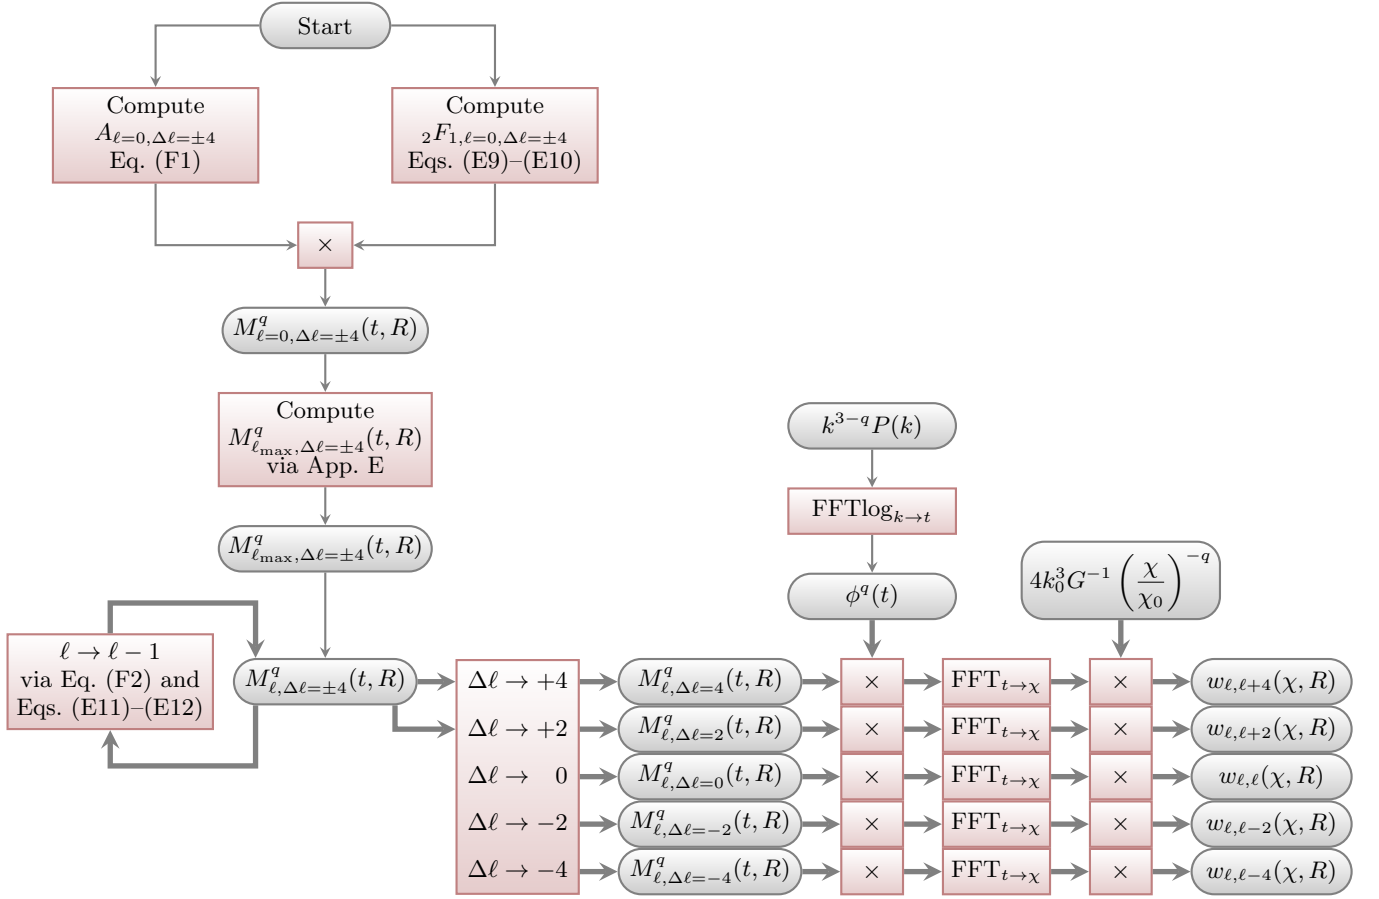 Start
Compute
A_{ℓ=0,Δℓ=±4}
Eq. (F1)
Compute
₂F_{1,ℓ=0,Δℓ=±4}
Eqs. (E9)–(E10)
×
M^q_{ℓ=0,Δℓ=±4}(t, R)
Compute
M^q_{ℓmax,Δℓ=±4}(t, R)
via App. E
M^q_{ℓmax,Δℓ=±4}(t, R)
k^{3−q}P(k)
FFTlog_{k→t}
φ^q(t)
4k_0^3 G^{−1} (χ/χ_0)^{−q}
ℓ → ℓ − 1
via Eq. (F2) and
Eqs. (E11)–(E12)
M^q_{ℓ,Δℓ=±4}(t, R)
Δℓ → +4 M^q_{ℓ,Δℓ=4}(t, R) × FFT_{t→χ} × w_{ℓ,ℓ+4}(χ, R)
Δℓ → +2 M^q_{ℓ,Δℓ=2}(t, R) × FFT_{t→χ} × w_{ℓ,ℓ+2}(χ, R)
Δℓ → 0 M^q_{ℓ,Δℓ=0}(t, R) × FFT_{t→χ} × w_{ℓ,ℓ}(χ, R)
Δℓ → −2 M^q_{ℓ,Δℓ=−2}(t, R) × FFT_{t→χ} × w_{ℓ,ℓ−2}(χ, R)
Δℓ → −4 M^q_{ℓ,Δℓ=−4}(t, R) × FFT_{t→χ} × w_{ℓ,ℓ−4}(χ, R)